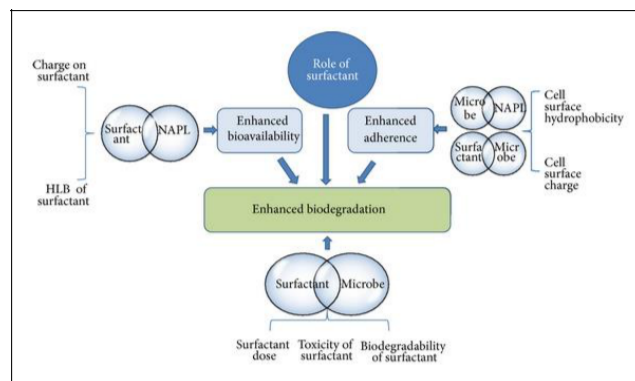 Role of
surfactant
Charge on
surfactant
Surfact
ant
NAPL
HLB of
surfactant
Enhanced
bioavailability
Enhanced
adherence
Micro
be
NAPL
Surfa
ctant
Micr
obe
Cell
surface
hydrophobicity
Cell
surface
charge
Enhanced biodegradation
Surfactant
Microbe
Surfactant
dose
Toxicity of
surfactant
Biodegradability
of surfactant